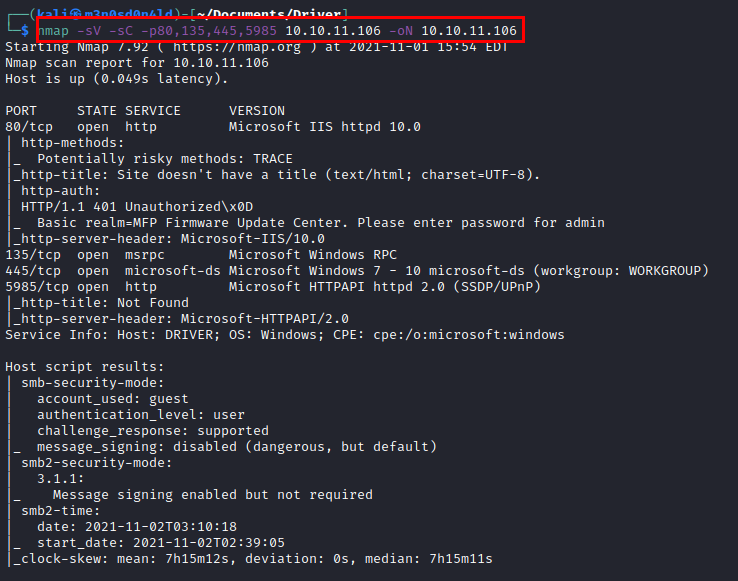 ┌──(kali㉿m3n0sd0n4ld)-[~/Documents/Driver]
└─$ nmap -sV -sC -p80,135,445,5985 10.10.11.106 -oN 10.10.11.106
Starting Nmap 7.92 ( https://nmap.org ) at 2021-11-01 15:54 EDT
Nmap scan report for 10.10.11.106
Host is up (0.049s latency).

PORT     STATE SERVICE      VERSION
80/tcp   open  http         Microsoft IIS httpd 10.0
| http-methods:
|_  Potentially risky methods: TRACE
|_http-title: Site doesn't have a title (text/html; charset=UTF-8).
| http-auth:
| HTTP/1.1 401 Unauthorized\x0D
|_  Basic realm=MFP Firmware Update Center. Please enter password for admin
|_http-server-header: Microsoft-IIS/10.0
135/tcp  open  msrpc        Microsoft Windows RPC
445/tcp  open  microsoft-ds Microsoft Windows 7 - 10 microsoft-ds (workgroup: WORKGROUP)
5985/tcp open  http         Microsoft HTTPAPI httpd 2.0 (SSDP/UPnP)
|_http-title: Not Found
|_http-server-header: Microsoft-HTTPAPI/2.0
Service Info: Host: DRIVER; OS: Windows; CPE: cpe:/o:microsoft:windows

Host script results:
| smb-security-mode:
|   account_used: guest
|   authentication_level: user
|   challenge_response: supported
|_  message_signing: disabled (dangerous, but default)
| smb2-security-mode:
|   3.1.1:
|_    Message signing enabled but not required
| smb2-time:
|   date: 2021-11-02T03:10:18
|_  start_date: 2021-11-02T02:39:05
|_clock-skew: mean: 7h15m12s, deviation: 0s, median: 7h15m11s